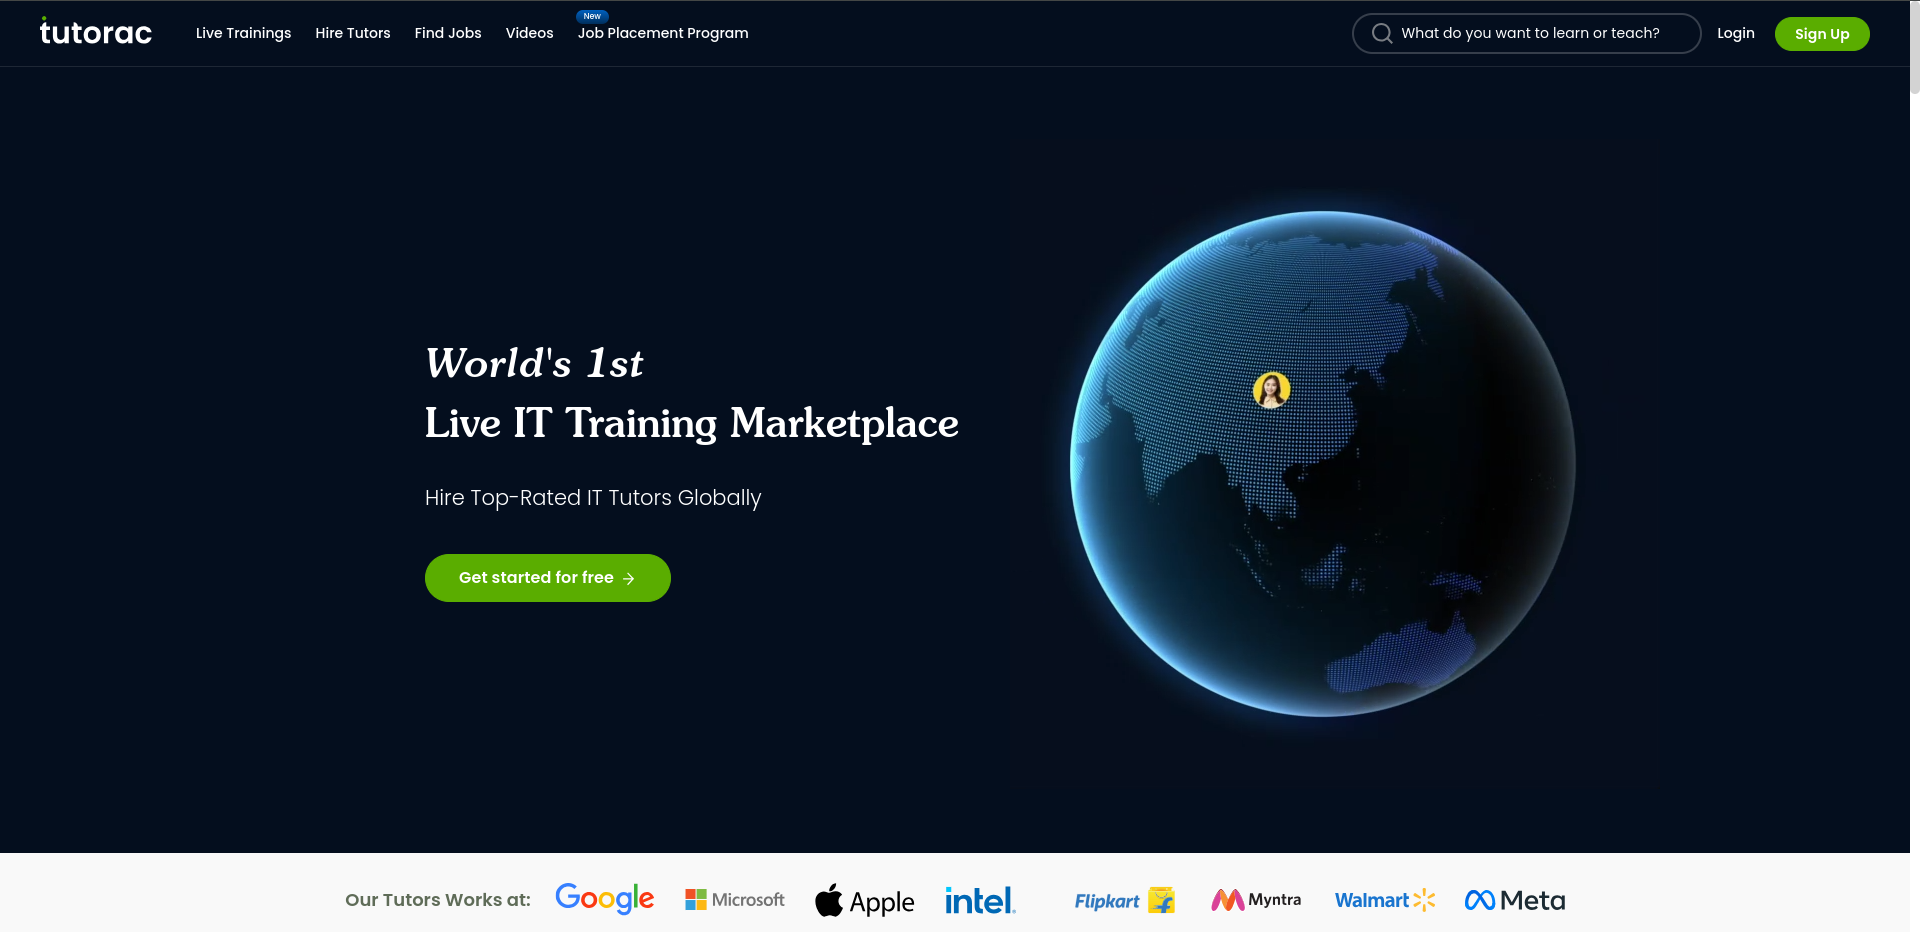 tutorac
Live Trainings
Hire Tutors
Find Jobs
Videos
New
Job Placement Program
What do you want to learn or teach?
Login
Sign Up
World's 1st
Live IT Training Marketplace
Hire Top-Rated IT Tutors Globally
Get started for free
Our Tutors Works at:
Google
Microsoft
Apple
intel
Flipkart
Myntra
Walmart
Meta